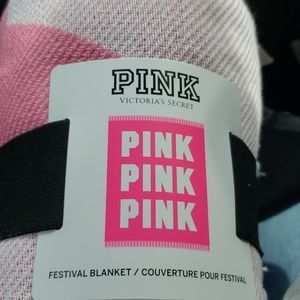 PINK
VICTORIA'S SECRET
PINK
PINK
PINK
FESTIVAL BLANKET / COUVERTURE POUR FESTIVAL